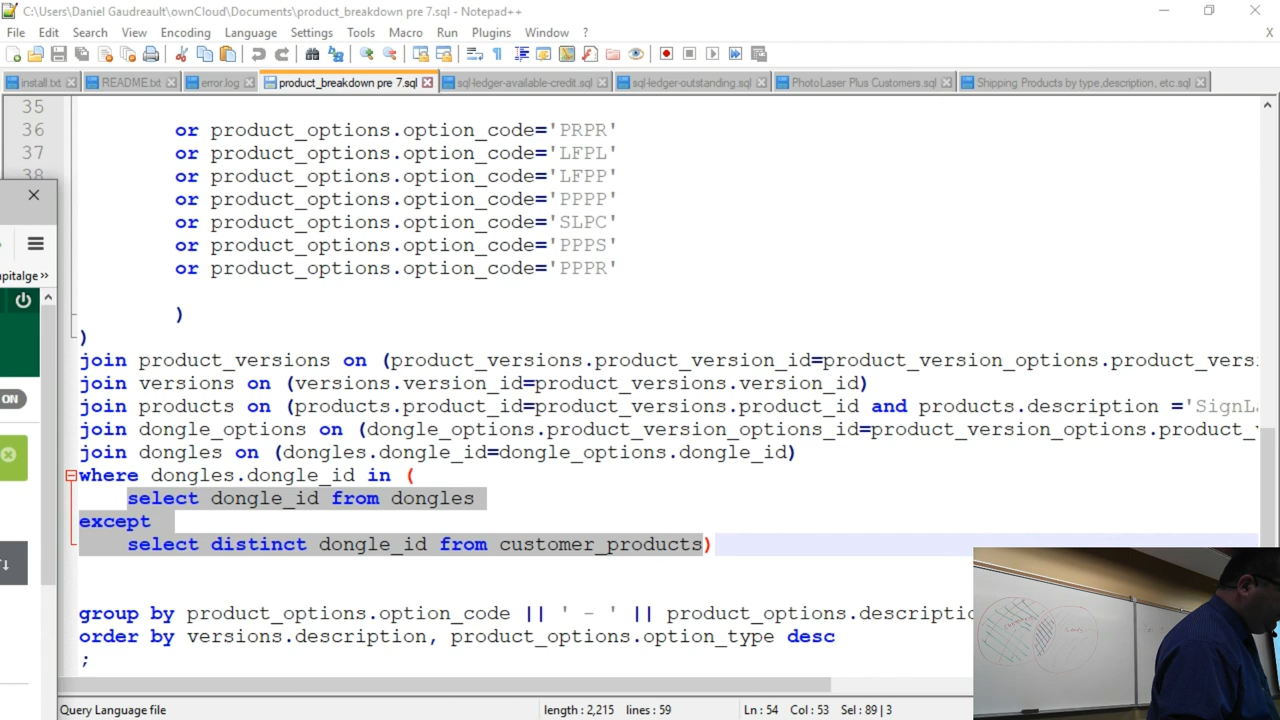 C:\Users\Daniel Gaudreault\ownCloud\Documents\product_breakdown pre 7.sql - Notepad++
File Edit Search View Encoding Language Settings Tools Macro Run Plugins Window ? X
install.txt README.txt error.log product_breakdown pre 7.sql sql-ledger-available-credit.sql sql-ledger-outstanding.sql PhotoLaser Plus Customers.sql Shipping Products by type,description, etc.sql
35
36 or product_options.option_code='PRPR'
37 or product_options.option_code='LFPL'
38 or product_options.option_code='LFPP'
or product_options.option_code='PPPP'
or product_options.option_code='SLPC'
or product_options.option_code='PPPS'
or product_options.option_code='PPPR'
pitalge »
)
)
join product_versions on (product_versions.product_version_id=product_version_options.product_versi
join versions on (versions.version_id=product_versions.version_id)
ON
join products on (products.product_id=product_versions.product_id and products.description ='SignL
join dongle_options on (dongle_options.product_version_options_id=product_version_options.product_
join dongles on (dongles.dongle_id=dongle_options.dongle_id)
where dongles.dongle_id in (
select dongle_id from dongles
except
select distinct dongle_id from customer_products)
group by product_options.option_code || ' - ' || product_options.description
order by versions.description, product_options.option_type desc
;
Query Language file length : 2,215 lines : 59 Ln : 54 Col : 53 Sel : 89 | 3